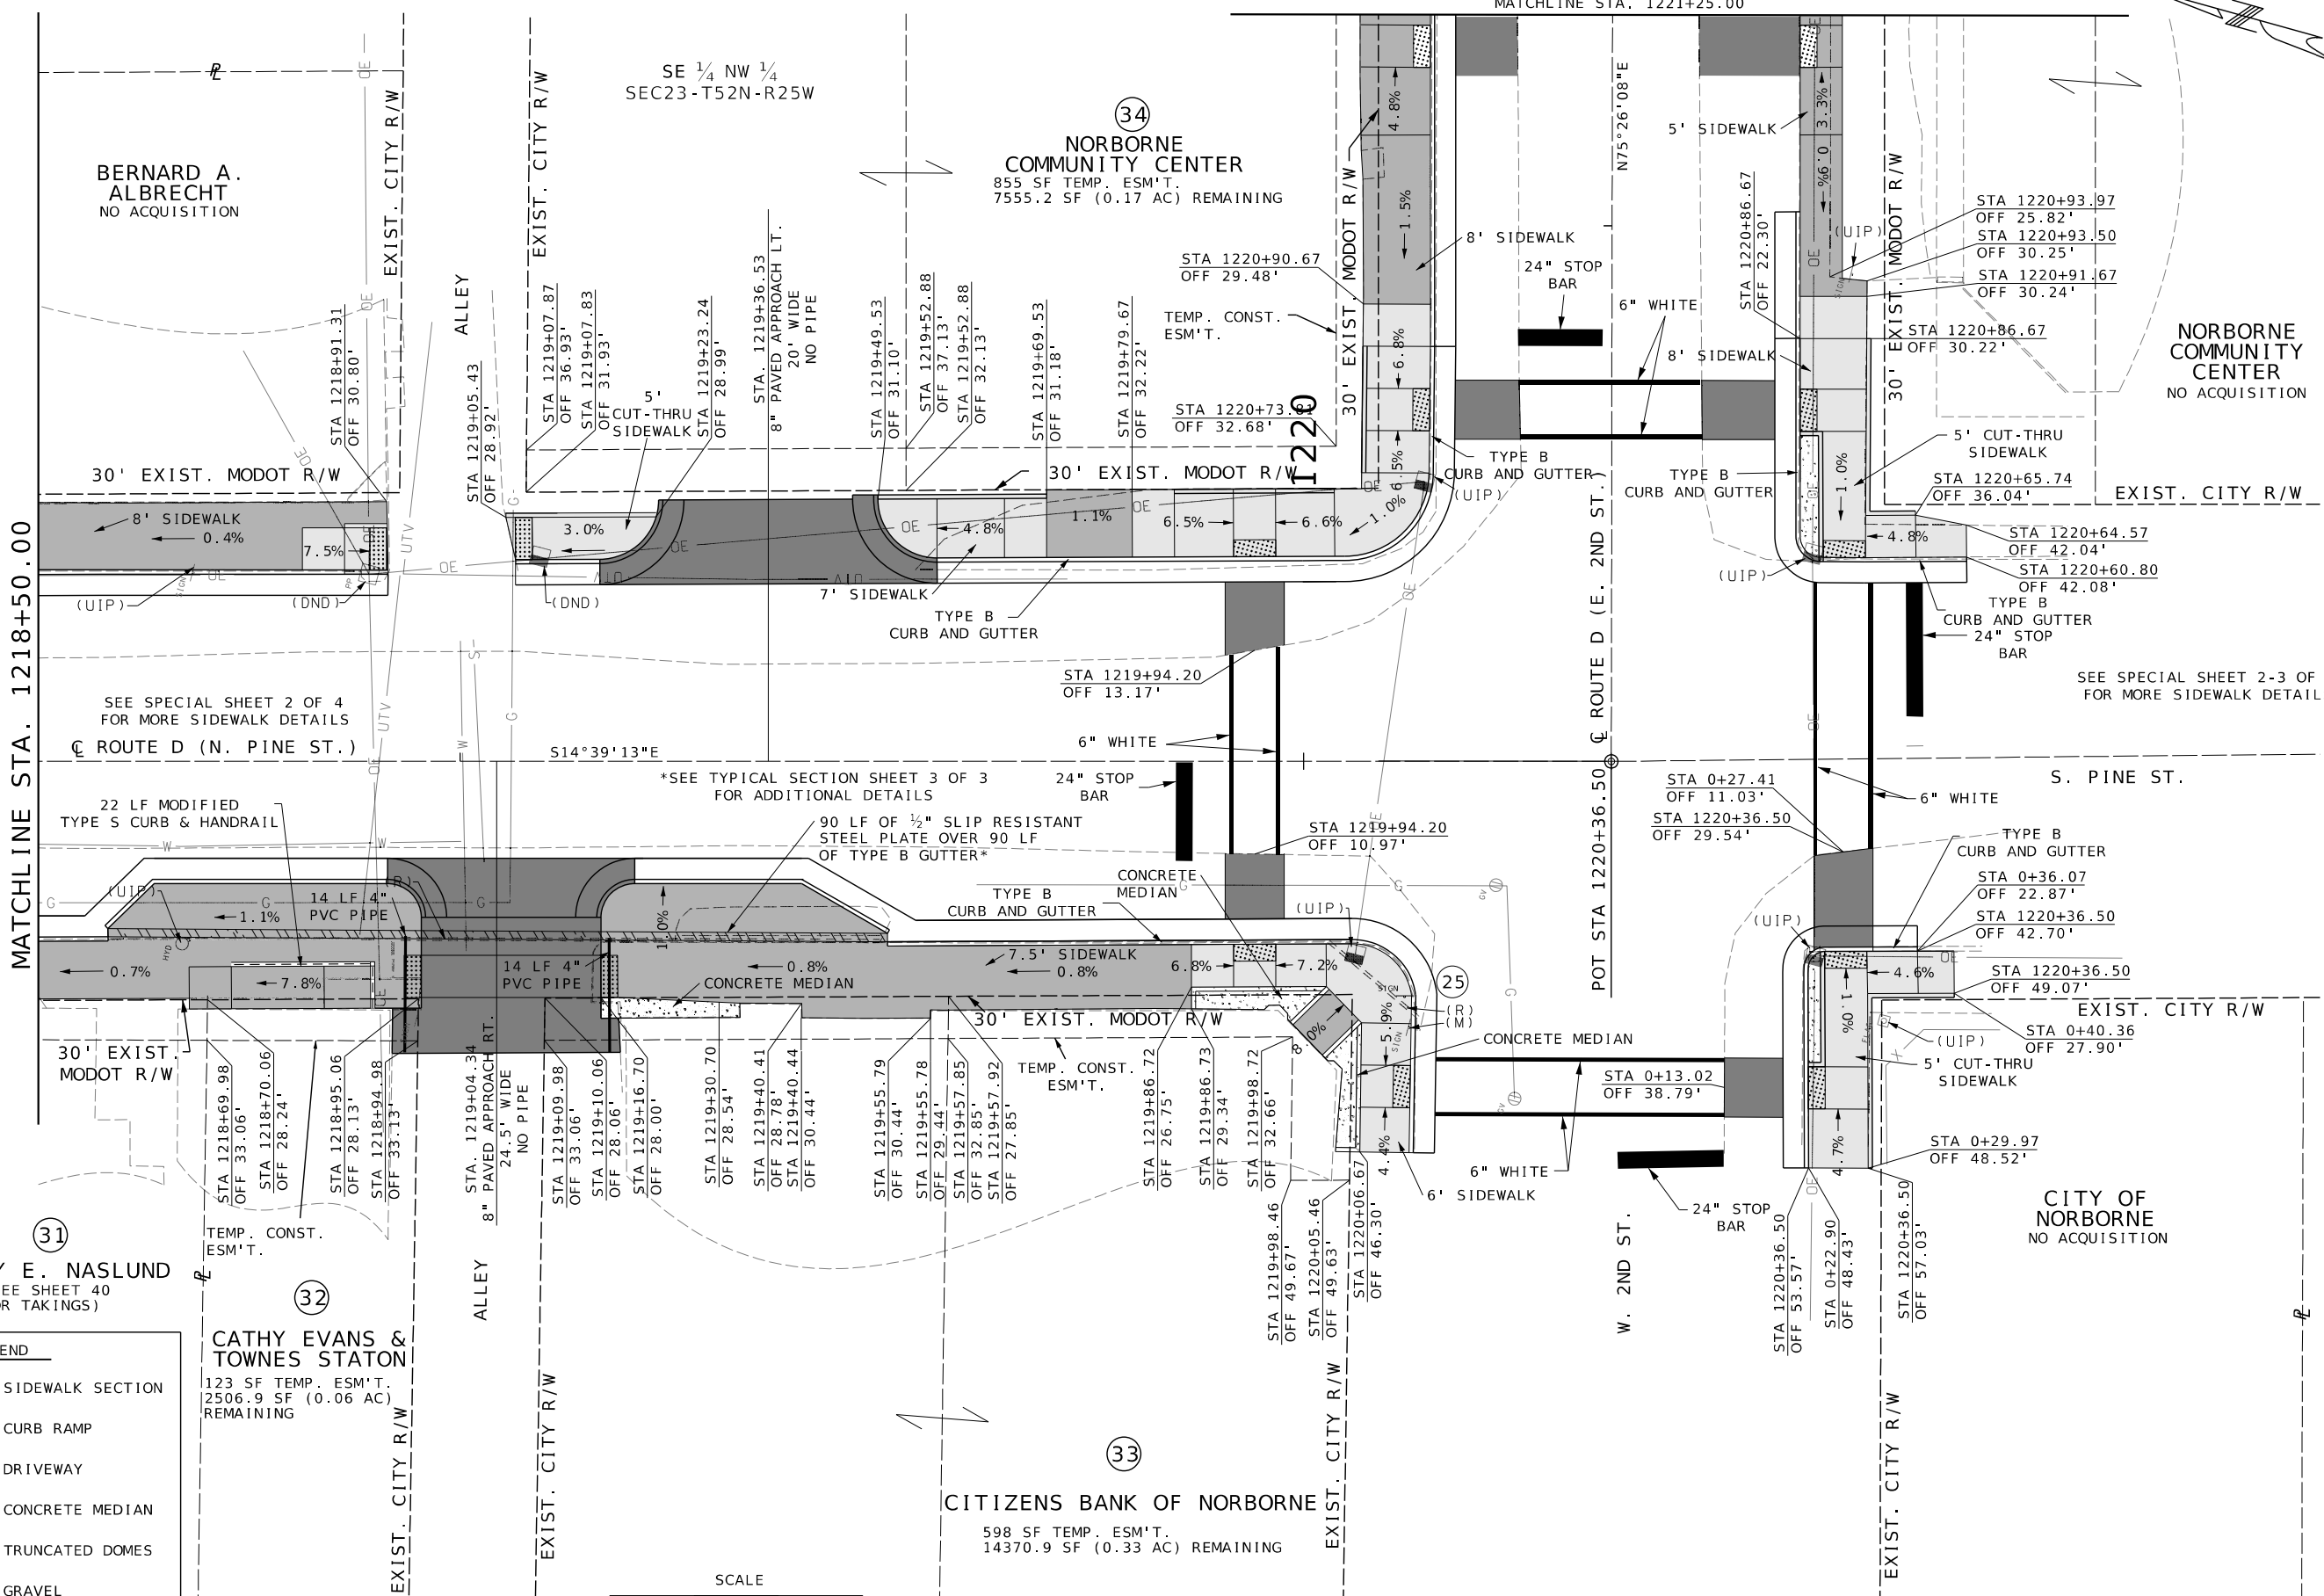 MATCHLINE STA. 1221+25.00
MATCHLINE STA. 1218+50.00
BERNARD A.
ALBRECHT
NO ACQUISITION
SE ¼ NW ¼
SEC23-T52N-R25W
34
NORBORNE
COMMUNITY CENTER
855 SF TEMP. ESM'T.
7555.2 SF (0.17 AC) REMAINING
EXIST. CITY R/W
EXIST. CITY R/W
ALLEY
30' EXIST. MODOT R/W
STA 1218+91.31
OFF 30.80'
STA 1219+05.43
OFF 28.92'
STA 1219+07.87
OFF 36.93'
STA 1219+07.83
OFF 31.93'
5'
CUT-THRU
SIDEWALK
STA 1219+23.24
OFF 28.99'
STA. 1219+36.53
8" PAVED APPROACH LT.
20' WIDE
NO PIPE
STA 1219+49.53
OFF 31.10'
STA 1219+52.88
OFF 37.13'
STA 1219+52.88
OFF 32.13'
STA 1219+69.53
OFF 31.18'
STA 1219+79.67
OFF 32.22'
STA 1220+90.67
OFF 29.48'
TEMP. CONST.
ESM'T.
STA 1220+73.81
OFF 32.68'
1220
30' EXIST. MODOT R/W
30' EXIST. MODOT R/W
4.8%
1.5%
6.8%
6.5%
1.0%
8' SIDEWALK
24" STOP
BAR
6" WHITE
N75°26'08"E
5' SIDEWALK
3.3%
0.9%
STA 1220+86.67
OFF 22.30'
8' SIDEWALK
(UIP)
30' EXIST. MODOT R/W
STA 1220+93.97
OFF 25.82'
STA 1220+93.50
OFF 30.25'
STA 1220+91.67
OFF 30.24'
STA 1220+86.67
OFF 30.22'
NORBORNE
COMMUNITY
CENTER
NO ACQUISITION
5' CUT-THRU
SIDEWALK
STA 1220+65.74
OFF 36.04'
EXIST. CITY R/W
STA 1220+64.57
OFF 42.04'
STA 1220+60.80
OFF 42.08'
TYPE B
CURB AND GUTTER
24" STOP
BAR
TYPE B
CURB AND GUTTER
(UIP)
TYPE B
CURB AND GUTTER
(UIP)
1.0%
4.8%
8' SIDEWALK
0.4%
7.5%
(UIP)
(DND)
3.0%
(DND)
4.8%
1.1%
6.5%
6.6%
7' SIDEWALK
TYPE B
CURB AND GUTTER
STA 1219+94.20
OFF 13.17'
6" WHITE
24" STOP
BAR
SEE SPECIAL SHEET 2 OF 4
FOR MORE SIDEWALK DETAILS
℄ ROUTE D (N. PINE ST.)
S14°39'13"E
*SEE TYPICAL SECTION SHEET 3 OF 3
FOR ADDITIONAL DETAILS
℄ ROUTE D (E. 2ND ST.)
POT STA 1220+36.50
SEE SPECIAL SHEET 2-3 OF
FOR MORE SIDEWALK DETAIL
S. PINE ST.
STA 0+27.41
OFF 11.03'
STA 1220+36.50
OFF 29.54'
6" WHITE
TYPE B
CURB AND GUTTER
STA 0+36.07
OFF 22.87'
STA 1220+36.50
OFF 42.70'
STA 1220+36.50
OFF 49.07'
EXIST. CITY R/W
STA 0+40.36
OFF 27.90'
(UIP)
(UIP)
5' CUT-THRU
SIDEWALK
4.6%
1.0%
4.7%
STA 0+29.97
OFF 48.52'
22 LF MODIFIED
TYPE S CURB & HANDRAIL
90 LF OF ½" SLIP RESISTANT
STEEL PLATE OVER 90 LF
OF TYPE B GUTTER*
STA 1219+94.20
OFF 10.97'
CONCRETE
MEDIAN
TYPE B
CURB AND GUTTER
(UIP)
(UIP)
(R)
14 LF 4"
PVC PIPE
1.1%
1.0%
0.7%
7.8%
14 LF 4"
PVC PIPE
0.8%
CONCRETE MEDIAN
7.5' SIDEWALK
0.8%
6.8%
7.2%
30' EXIST. MODOT R/W
8.0%
5.9%
4.4%
25
(R)
(M)
CONCRETE MEDIAN
STA 0+13.02
OFF 38.79'
6" WHITE
6' SIDEWALK
24" STOP
BAR
W. 2ND ST.
30' EXIST.
MODOT R/W
STA 1218+69.98
OFF 33.06'
STA 1218+70.06
OFF 28.24'
STA 1218+95.06
OFF 28.13'
STA 1218+94.98
OFF 33.13'
STA. 1219+04.34
8" PAVED APPROACH RT.
24.5' WIDE
NO PIPE
STA 1219+09.98
OFF 33.06'
STA 1219+10.06
OFF 28.06'
STA 1219+16.70
OFF 28.00'
STA 1219+30.70
OFF 28.54'
STA 1219+40.41
OFF 28.78'
STA 1219+40.44
OFF 30.44'
STA 1219+55.79
OFF 30.44'
STA 1219+55.78
OFF 29.44'
STA 1219+57.85
OFF 32.85'
STA 1219+57.92
OFF 27.85'
TEMP. CONST.
ESM'T.
STA 1219+86.72
OFF 26.75'
STA 1219+86.73
OFF 29.34'
STA 1219+98.72
OFF 32.66'
STA 1219+98.46
OFF 49.67'
STA 1220+05.46
OFF 49.63'
STA 1220+06.67
OFF 46.30'
STA 1220+36.50
OFF 53.57'
STA 0+22.90
OFF 48.43'
STA 1220+36.50
OFF 57.03'
CITY OF
NORBORNE
NO ACQUISITION
31
Y E. NASLUND
EE SHEET 40
R TAKINGS)
TEMP. CONST.
ESM'T.
32
CATHY EVANS &
TOWNES STATON
123 SF TEMP. ESM'T.
2506.9 SF (0.06 AC)
REMAINING
ALLEY
EXIST. CITY R/W
EXIST. CITY R/W
33
CITIZENS BANK OF NORBORNE
598 SF TEMP. ESM'T.
14370.9 SF (0.33 AC) REMAINING
EXIST. CITY R/W
EXIST. CITY R/W
END
SIDEWALK SECTION
CURB RAMP
DRIVEWAY
CONCRETE MEDIAN
TRUNCATED DOMES
GRAVEL
SCALE